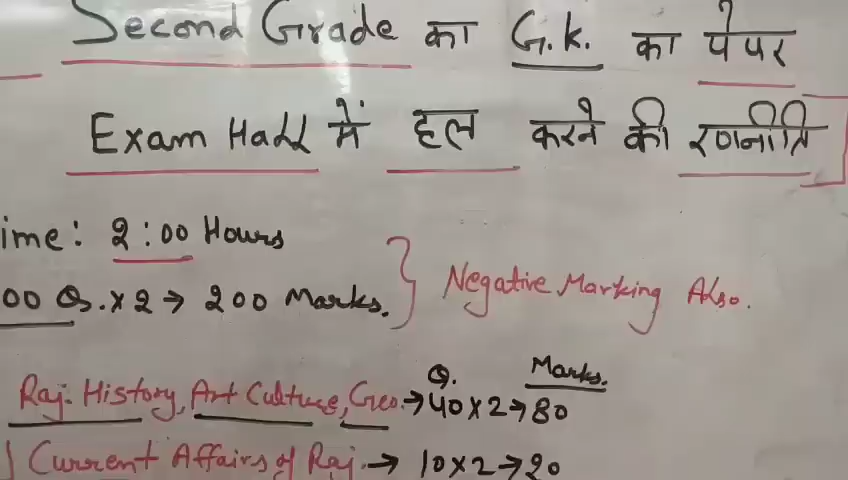 Second Grade का G.K. का पेपर
Exam Hall में हल करने की रणनीति
ime: 2:00 Hours
00 Q.×2→ 200 Marks. } Negative Marking Also.
Q. Marks.
Raj. History, Art Culture, Geo.→40×2→80
Current Affairs of Raj.→ 10×2→20